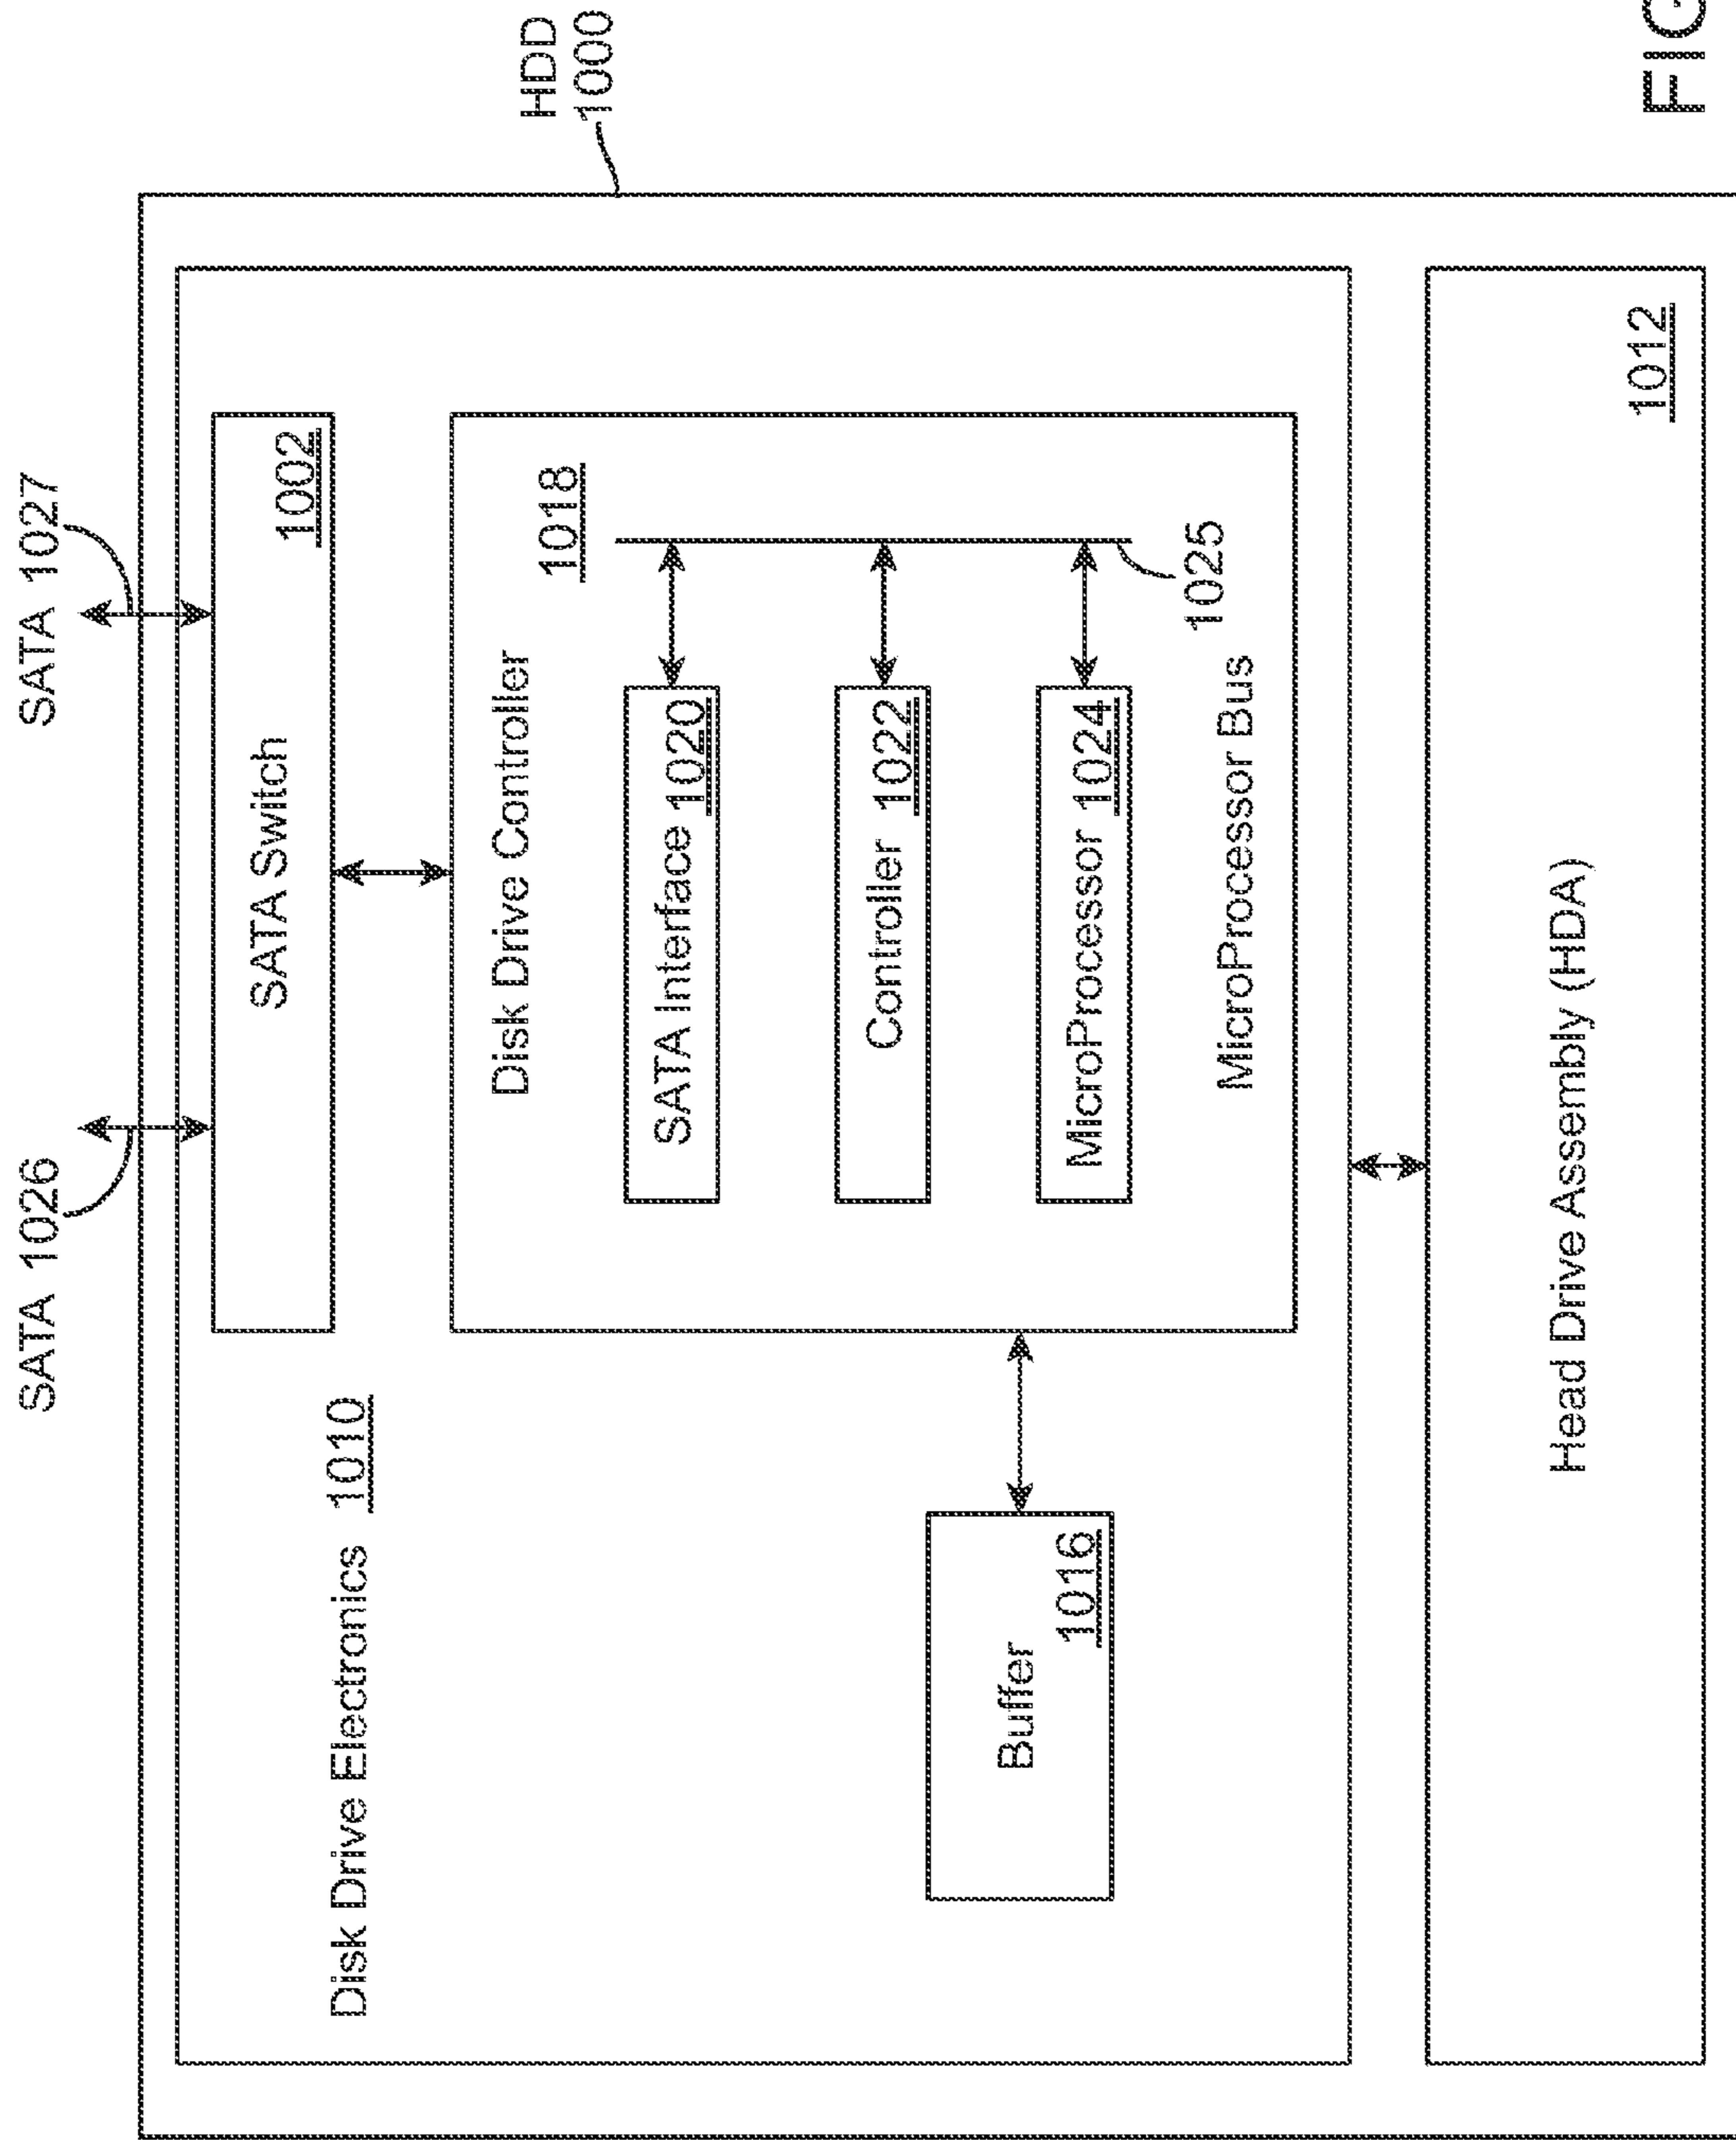 SATA 1026
SATA 1027
HDD
1000
Disk Drive Electronics 1010
SATA Switch
1002
Disk Drive Controller
1018
SATA Interface 1020
Controller 1022
MicroProcessor 1024
1025
MicroProcessor Bus
Buffer
1016
Head Drive Assembly (HDA)
1012
FIG